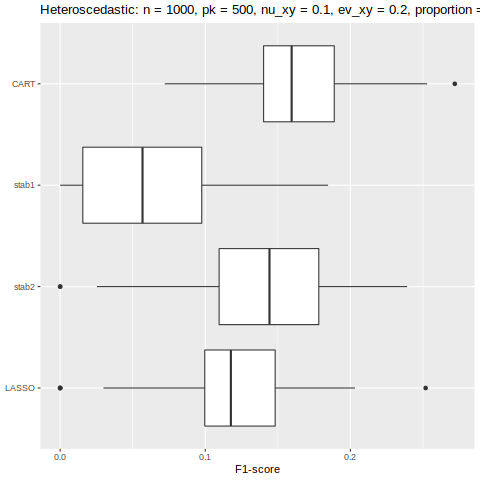 Heteroscedastic: n = 1000, pk = 500, nu_xy = 0.1, ev_xy = 0.2, proportion =
CART
stab1
stab2
LASSO
0.0 0.1 0.2
F1-score